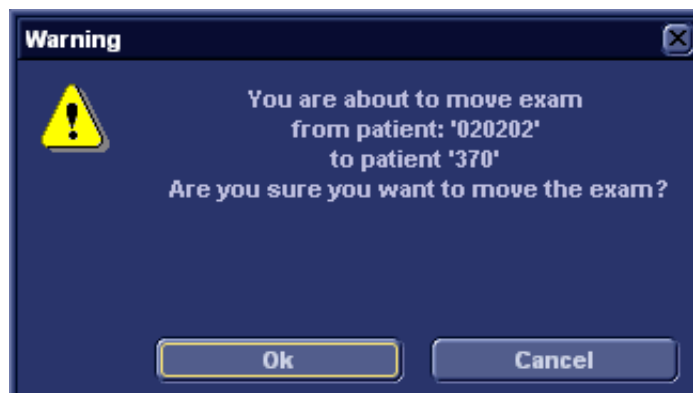 Warning
You are about to move exam
from patient: '020202'
to patient '370'
Are you sure you want to move the exam?
Ok
Cancel